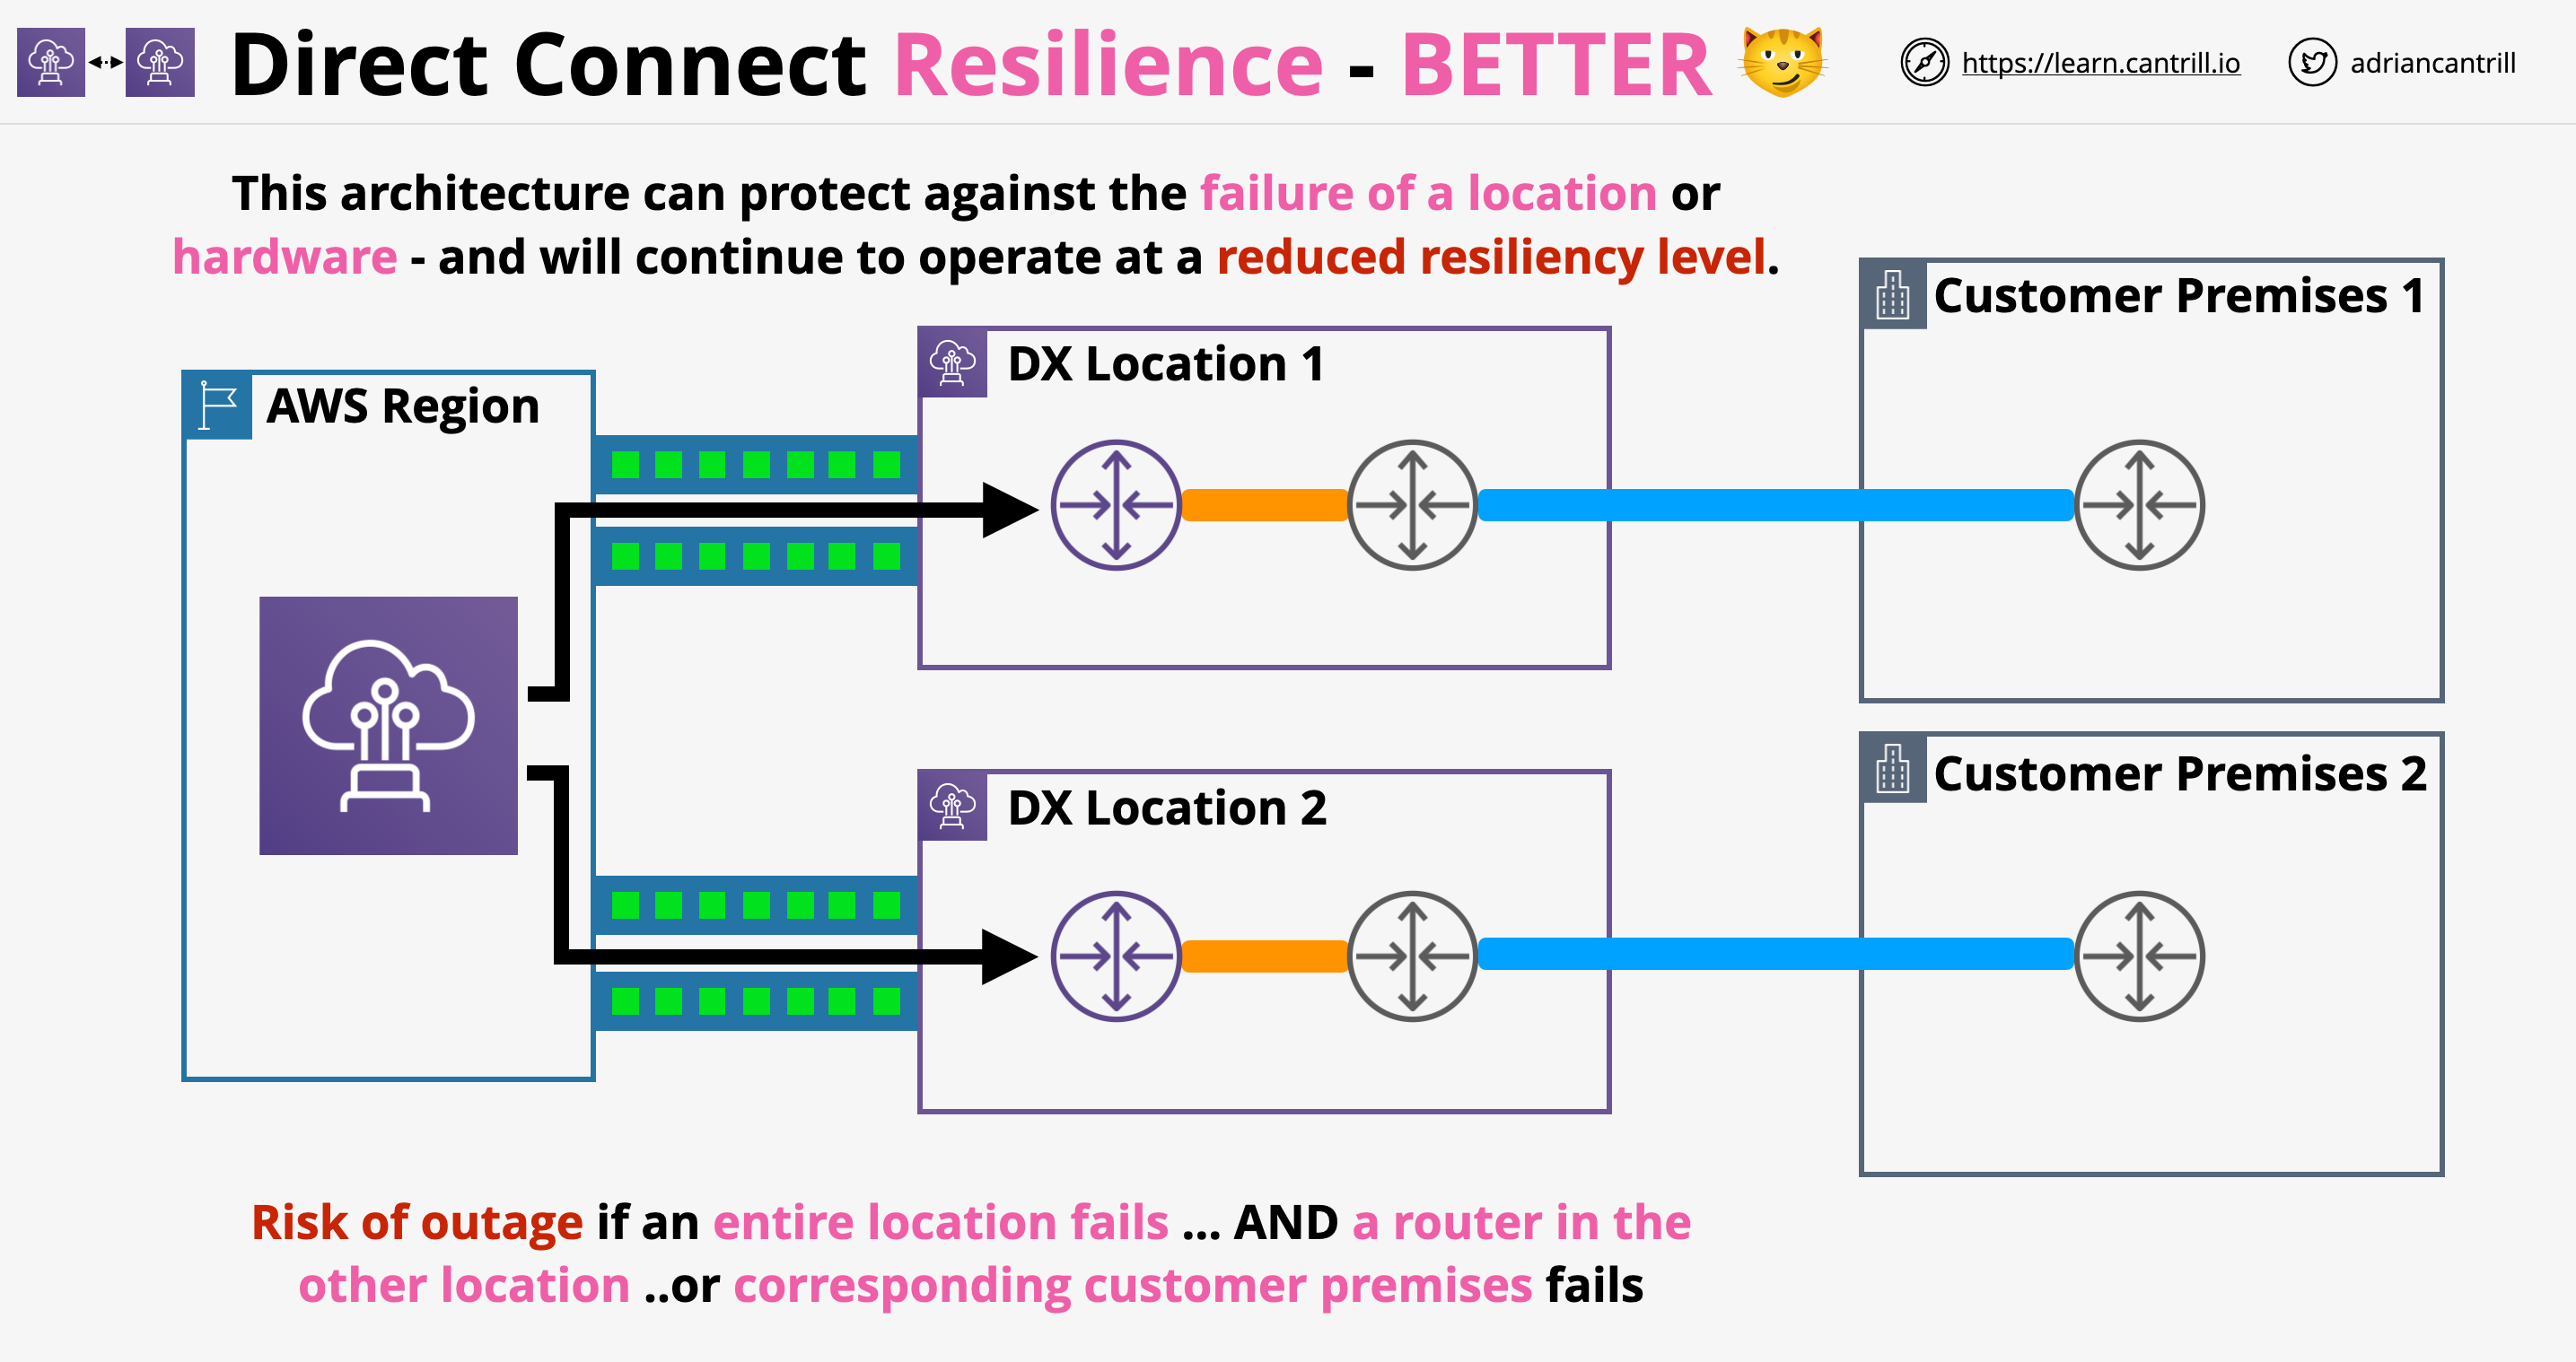 Direct Connect Resilience - BETTER
https://learn.cantrill.io
adriancantrill
This architecture can protect against the failure of a location or
hardware - and will continue to operate at a reduced resiliency level.
Customer Premises 1
DX Location 1
AWS Region
Customer Premises 2
DX Location 2
Risk of outage if an entire location fails ... AND a router in the
other location ..or corresponding customer premises fails